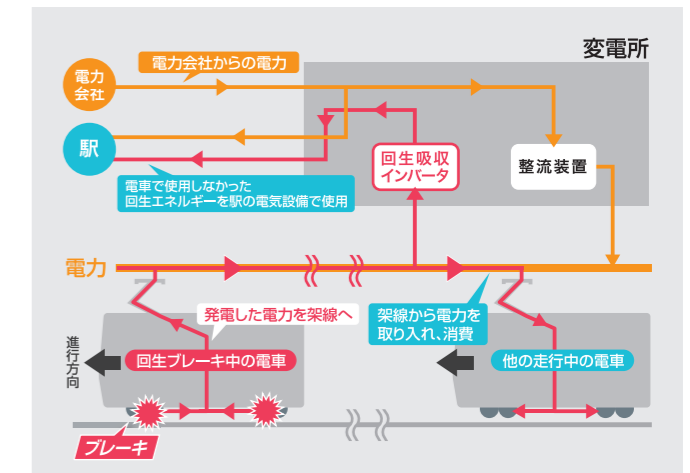 変電所
電力
会社
電力会社からの電力
駅
回生吸収
インバータ
整流装置
電車で使用しなかった
回生エネルギーを駅の電気設備で使用
電力
発電した電力を架線へ
架線から電力を
取り入れ、消費
進行方向
回生ブレーキ中の電車
他の走行中の電車
ブレーキ